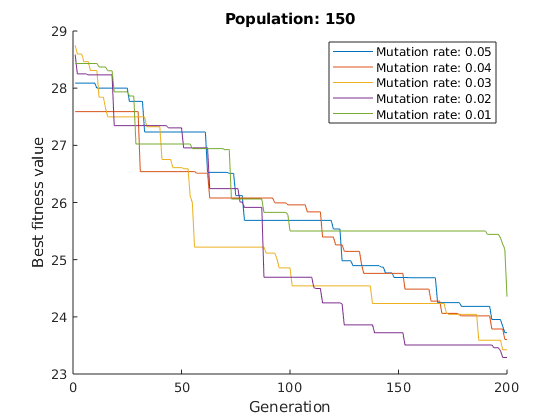 Population: 150
29
28
27
26
25
24
23
Best fitness value
Mutation rate: 0.05
Mutation rate: 0.04
Mutation rate: 0.03
Mutation rate: 0.02
Mutation rate: 0.01
0
50
100
150
200
Generation